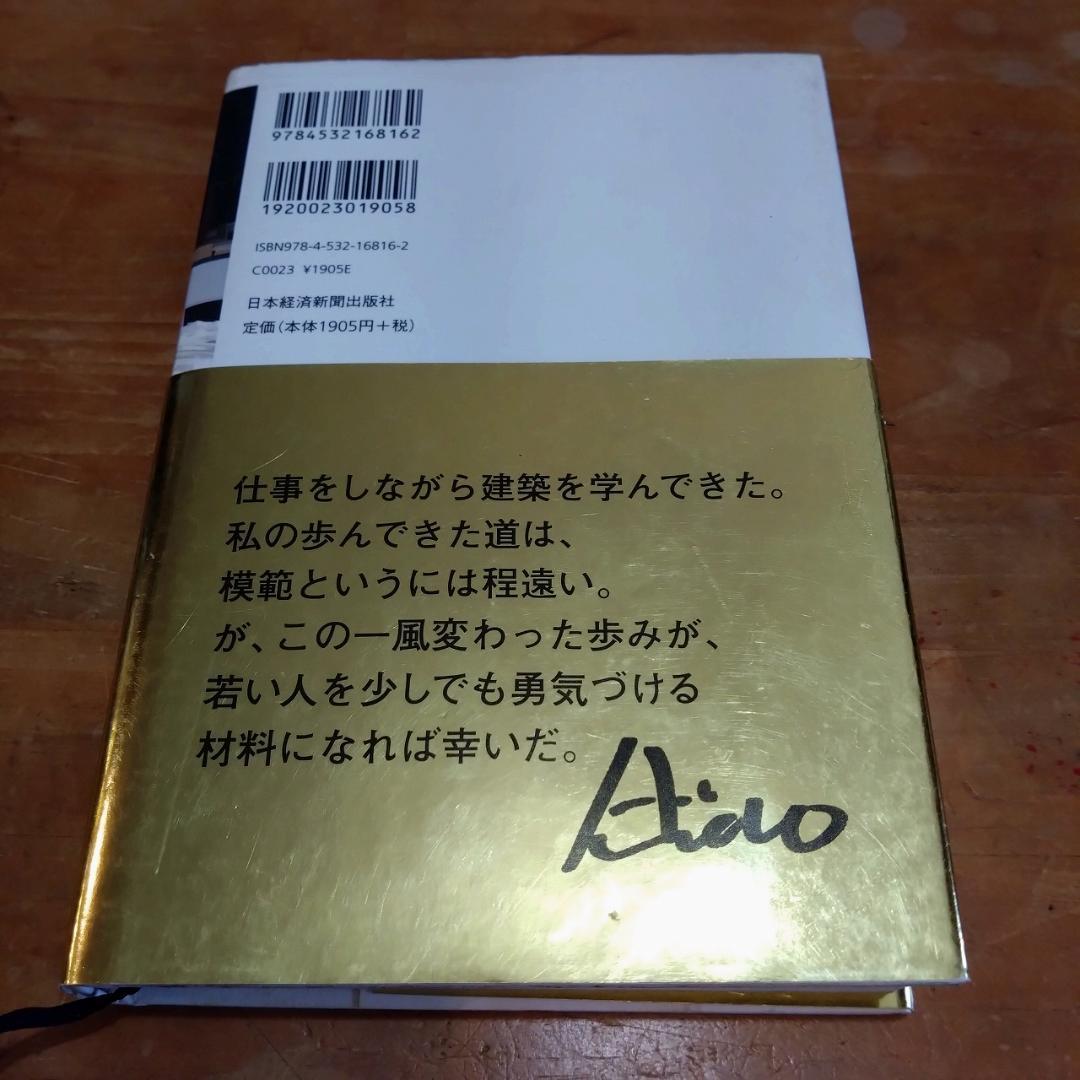 9784532168162
1920023019058
ISBN978-4-532-16816-2
C0023 ¥1905E
日本経済新聞出版社
定価(本体1905円+税)
仕事をしながら建築を学んできた。
私の歩んできた道は、
模範というには程遠い。
が、この一風変わった歩みが、
若い人を少しでも勇気づける
材料になれば幸いだ。